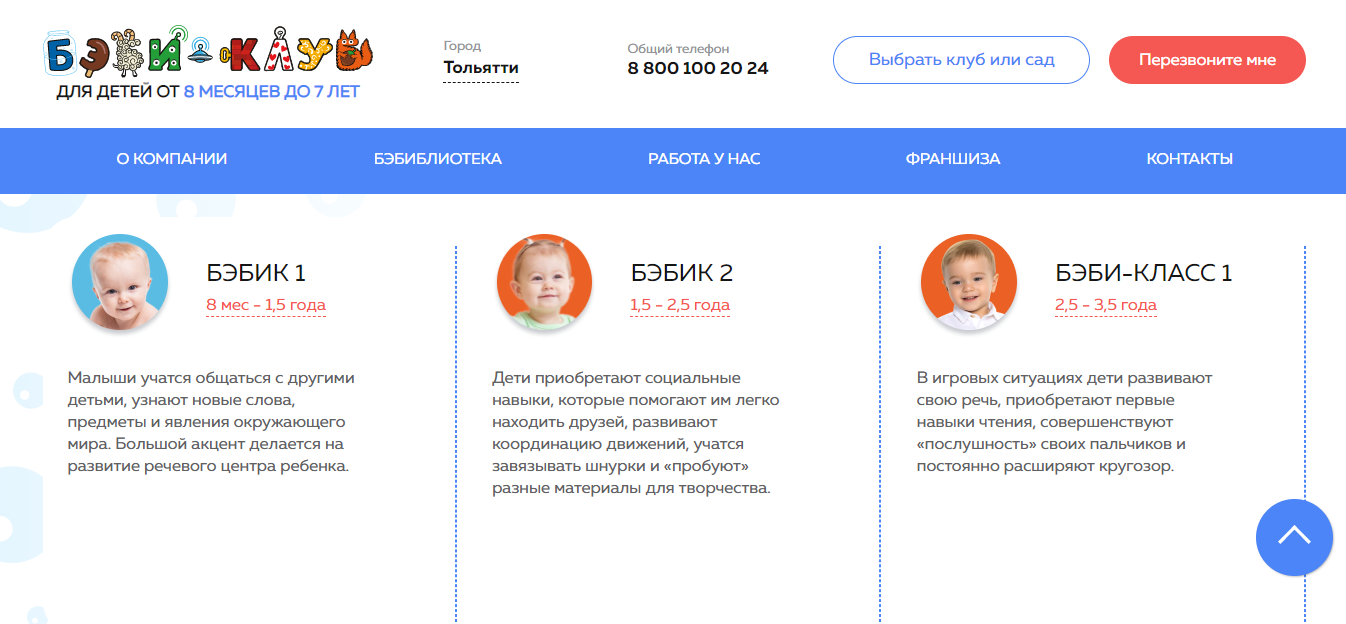 БЭБИ-КЛУБ
ДЛЯ ДЕТЕЙ ОТ 8 МЕСЯЦЕВ ДО 7 ЛЕТ
Город
Тольятти
Общий телефон
8 800 100 20 24
Выбрать клуб или сад
Перезвоните мне
О КОМПАНИИ
БЭБИБЛИОТЕКА
РАБОТА У НАС
ФРАНШИЗА
КОНТАКТЫ
БЭБИК 1
8 мес - 1,5 года
Малыши учатся общаться с другими
детьми, узнают новые слова,
предметы и явления окружающего
мира. Большой акцент делается на
развитие речевого центра ребенка.
БЭБИК 2
1,5 - 2,5 года
Дети приобретают социальные
навыки, которые помогают им легко
находить друзей, развивают
координацию движений, учатся
завязывать шнурки и «пробуют»
разные материалы для творчества.
БЭБИ-КЛАСС 1
2,5 - 3,5 года
В игровых ситуациях дети развивают
свою речь, приобретают первые
навыки чтения, совершенствуют
«послушность» своих пальчиков и
постоянно расширяют кругозор.